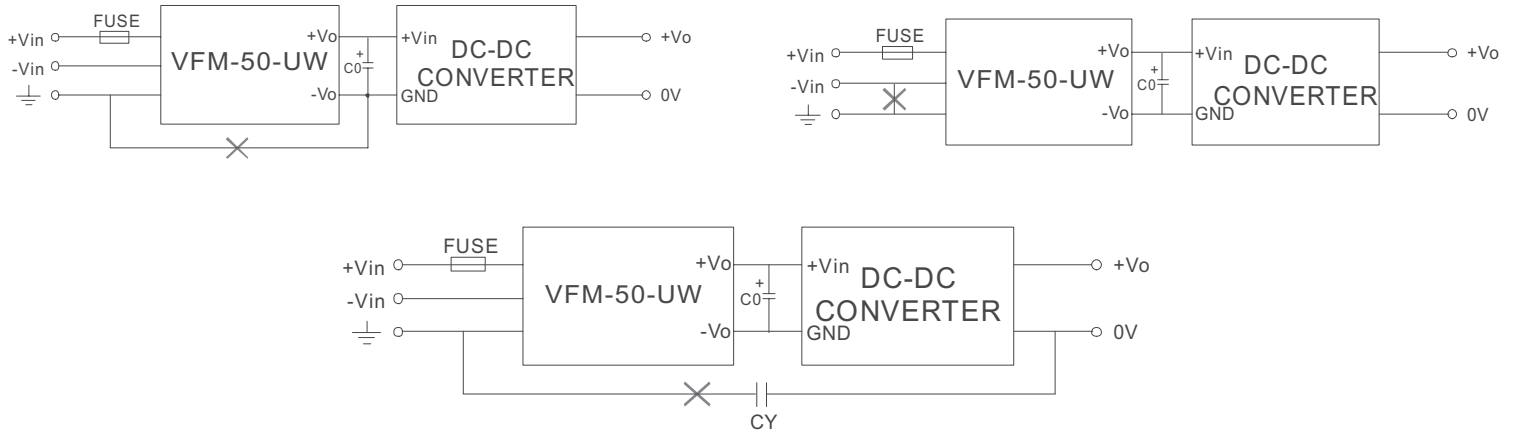 FUSE
+Vin
-Vin
VFM-50-UW
+Vo
-Vo
+
C0
+Vin
GND
DC-DC
CONVERTER
+Vo
0V
FUSE
+Vin
-Vin
VFM-50-UW
+Vo
-Vo
+
C0
+Vin
GND
DC-DC
CONVERTER
+Vo
0V
FUSE
+Vin
-Vin
VFM-50-UW
+Vo
-Vo
+
C0
+Vin
GND
DC-DC
CONVERTER
+Vo
0V
CY